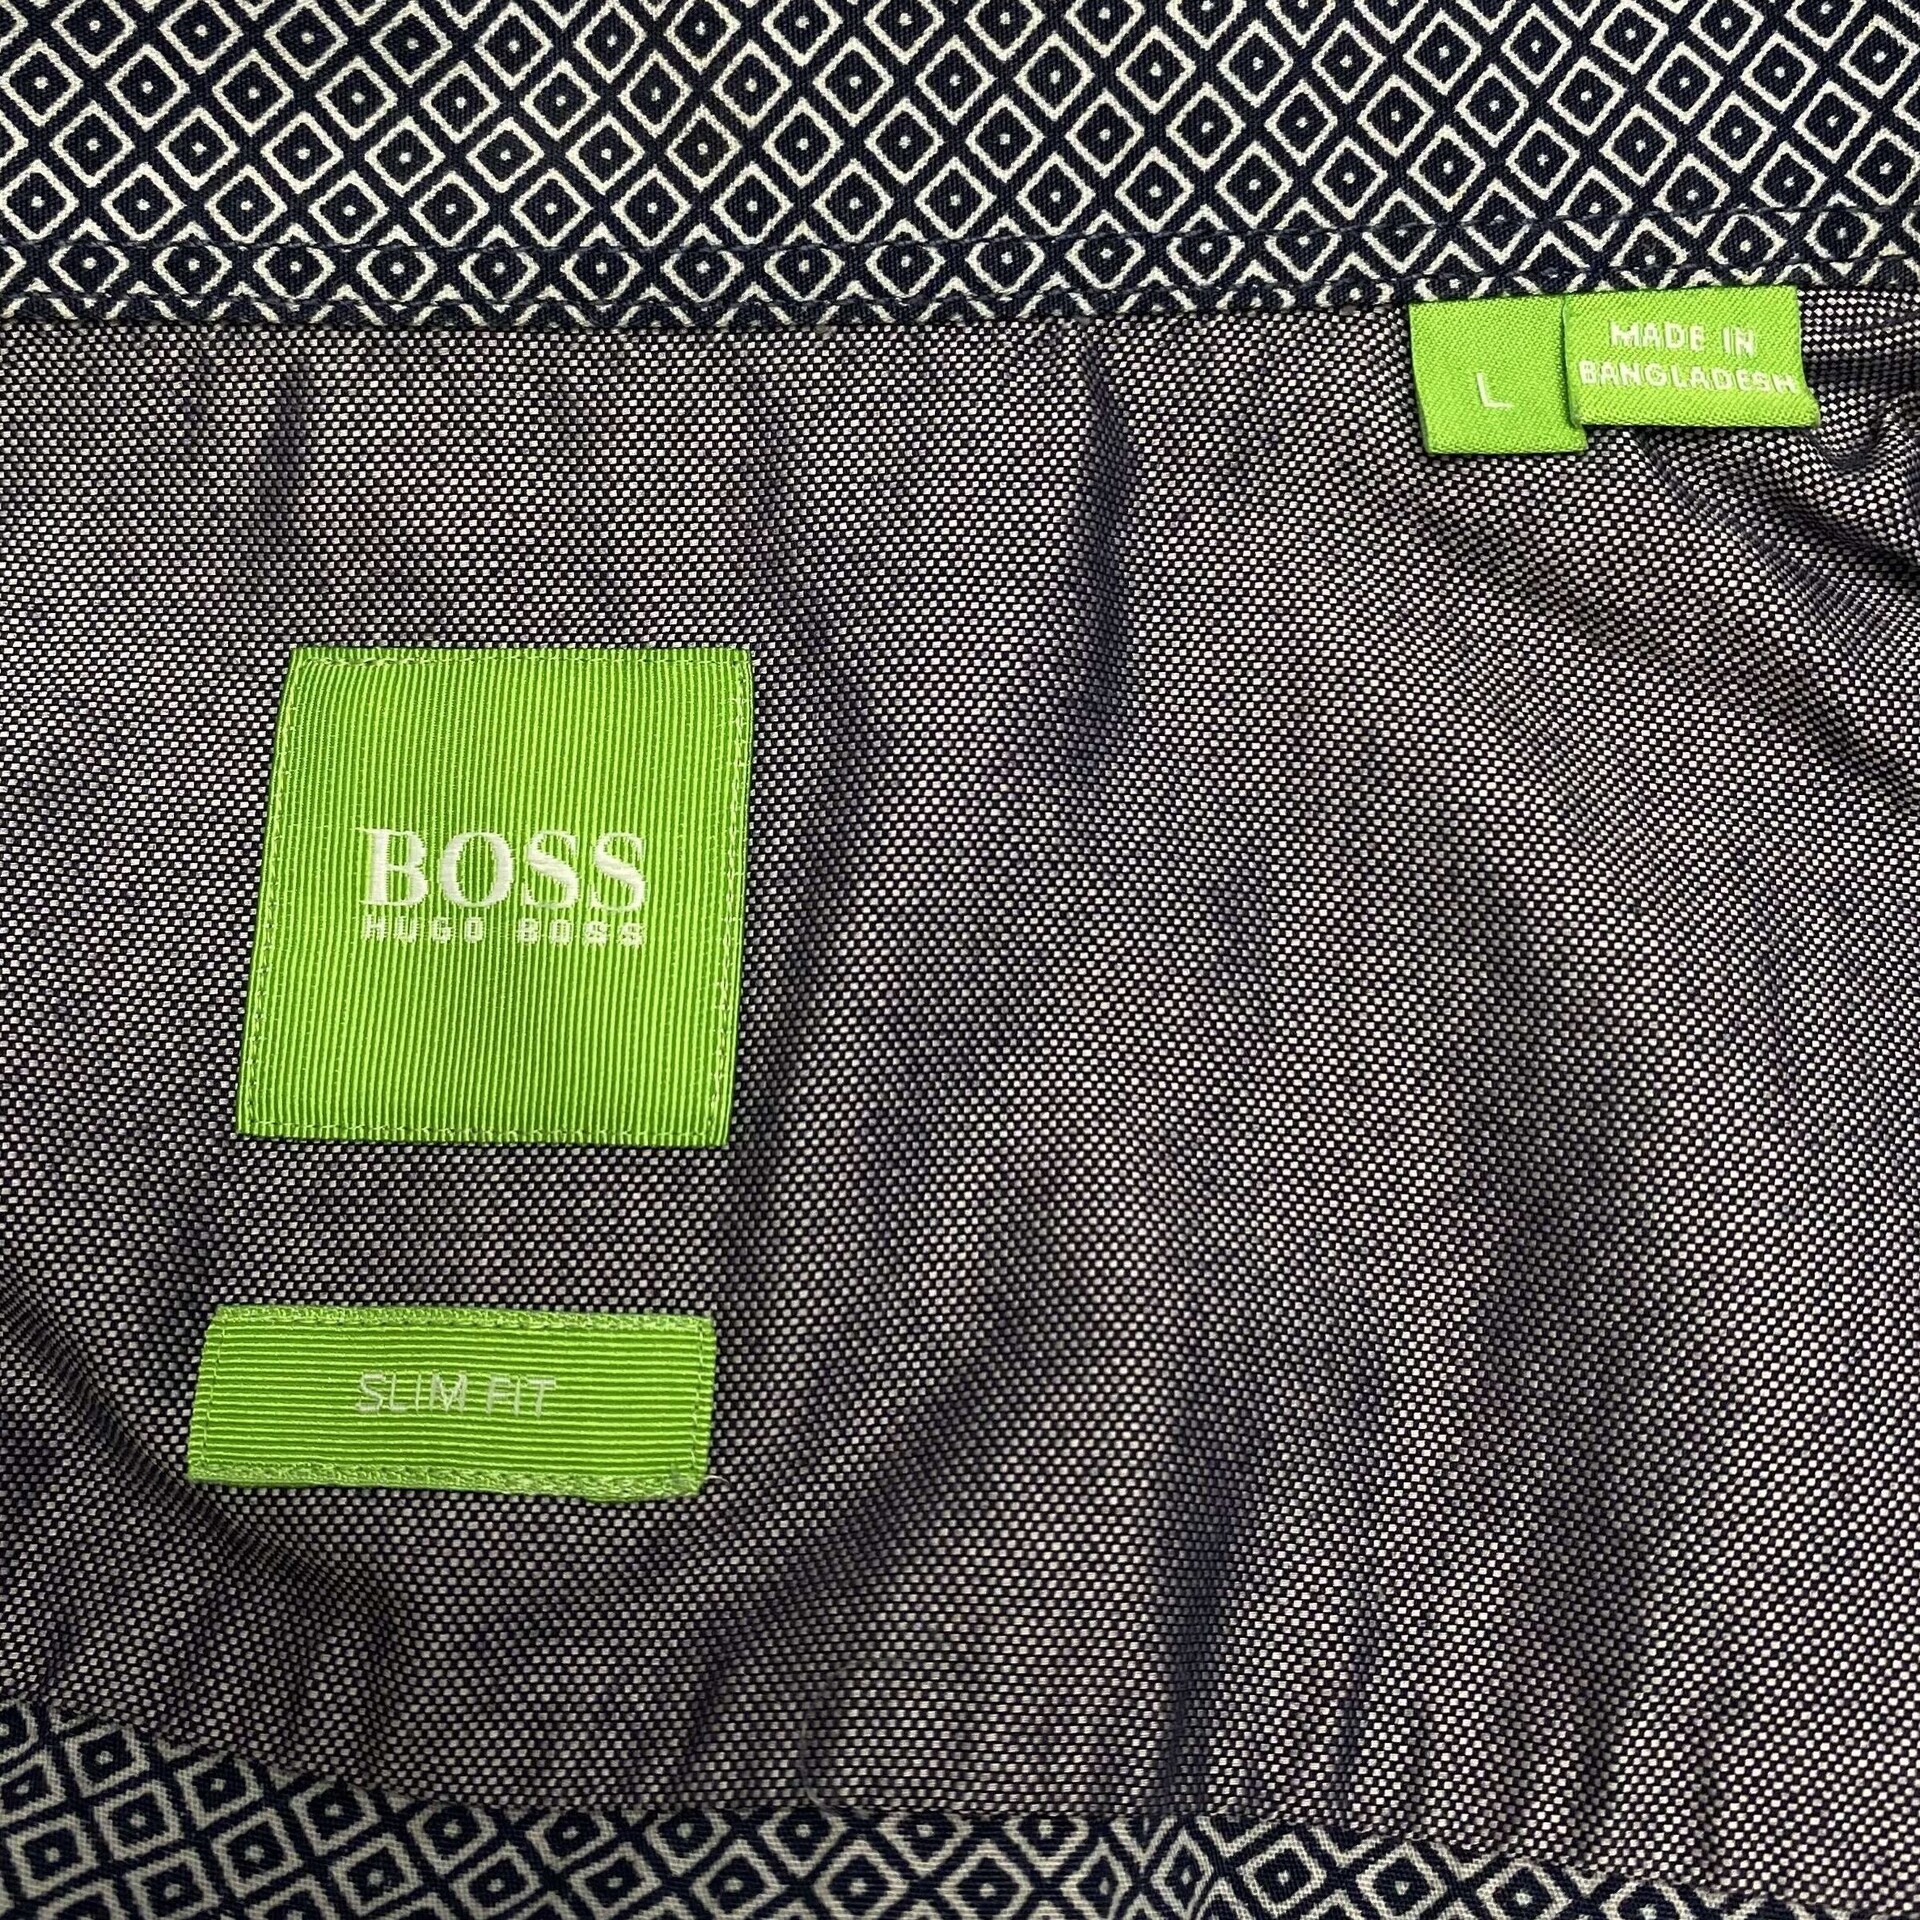 L
MADE IN
BANGLADESH
BOSS
HUGO BOSS
SLIM FIT